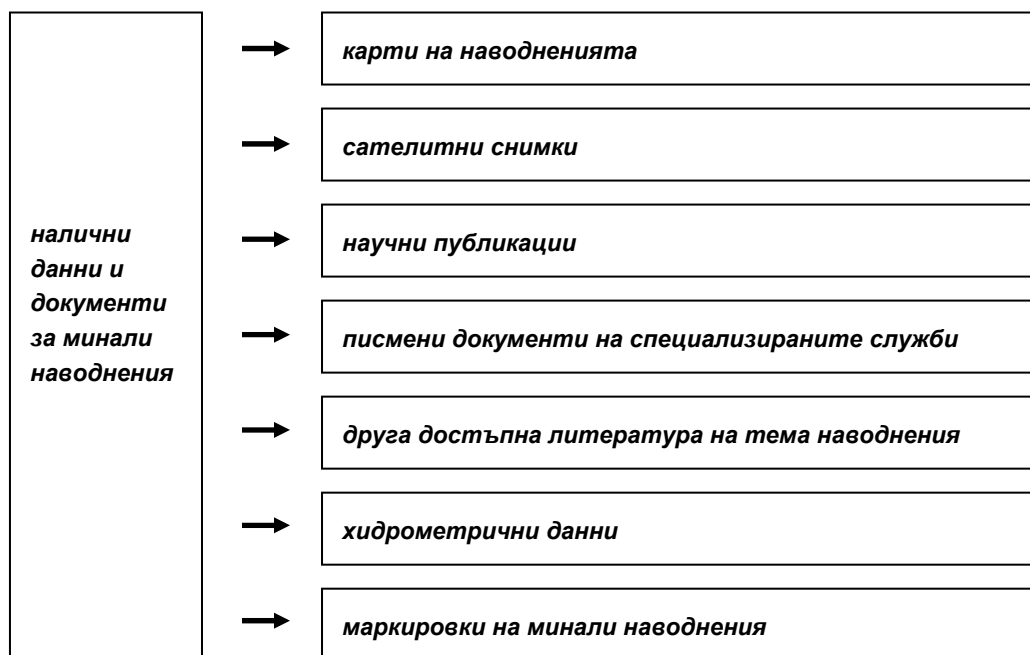 налични
данни и
документи
за минали
наводнения
карти на наводненията
сателитни снимки
научни публикации
писмени документи на специализираните служби
друга достъпна литература на тема наводнения
хидрометрични данни
маркировки на минали наводнения